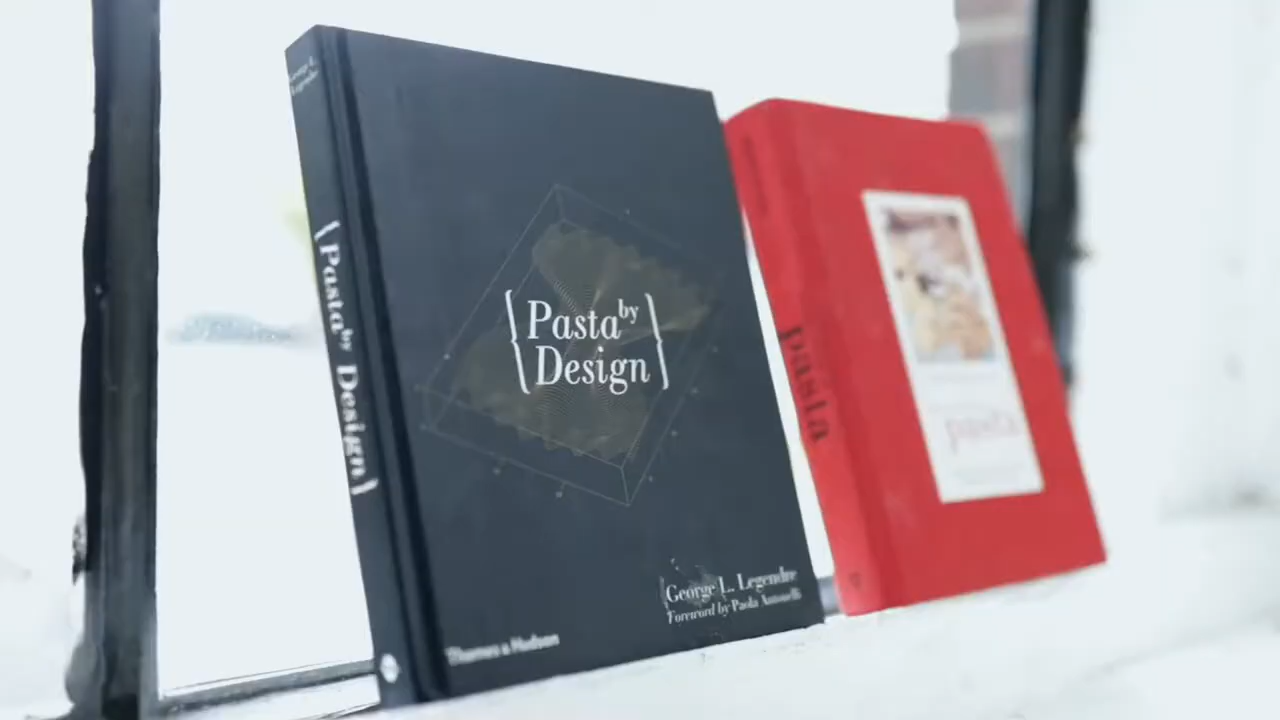 George L.
Legendre
{Pasta by Design}
{Pasta by
Design}
George L. Legendre
Foreword by Paola Antonelli
Thames & Hudson
pasta
pasta